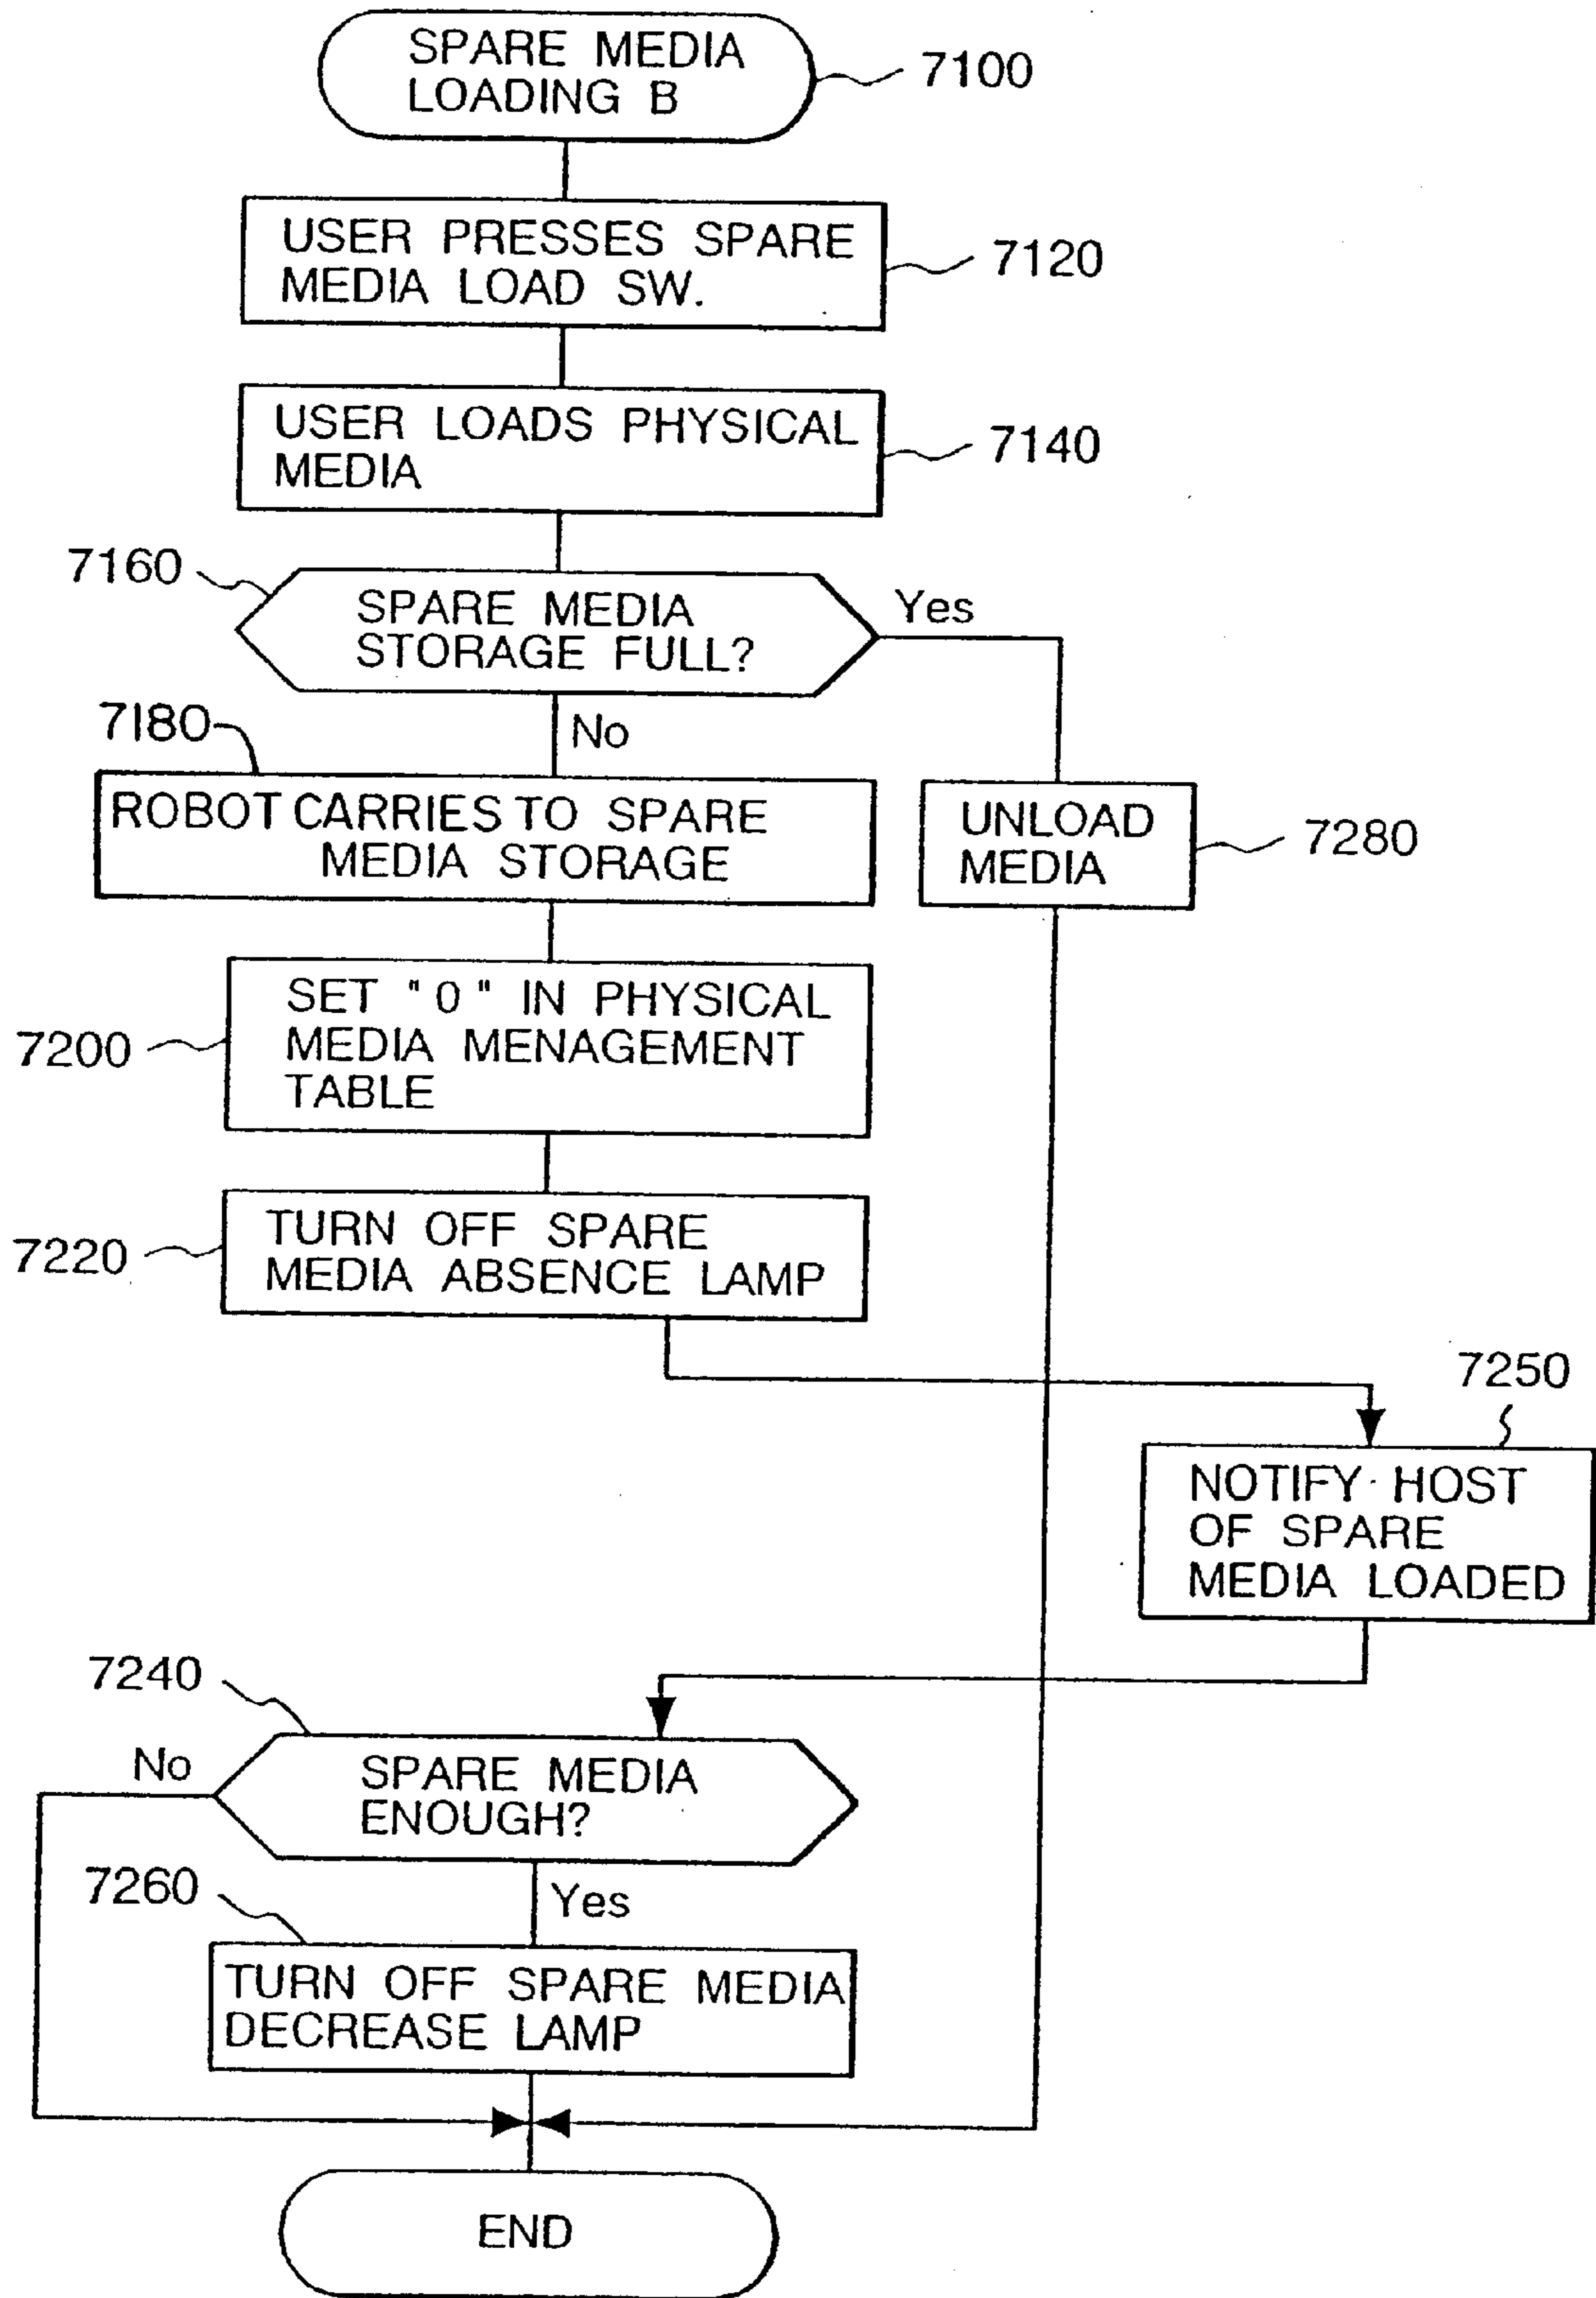 SPARE MEDIA
LOADING B
7100
USER PRESSES SPARE
MEDIA LOAD SW.
7120
USER LOADS PHYSICAL
MEDIA
7140
7160
SPARE MEDIA
STORAGE FULL?
Yes
No
7180
ROBOT CARRIES TO SPARE
MEDIA STORAGE
UNLOAD
MEDIA
7280
SET "0" IN PHYSICAL
MEDIA MENAGEMENT
TABLE
7200
TURN OFF SPARE
MEDIA ABSENCE LAMP
7220
7250
NOTIFY HOST
OF SPARE
MEDIA LOADED
7240
No
SPARE MEDIA
ENOUGH?
Yes
7260
TURN OFF SPARE MEDIA
DECREASE LAMP
END